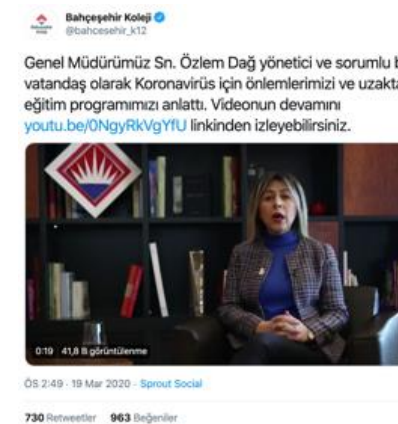 Bahçeşehir Koleji
@bahcesehir_k12
Genel Müdürümüz Sn. Özlem Dağ yönetici ve sorumlu b
vatandaş olarak Koronavirüs için önlemlerimizi ve uzakta
eğitim programımızı anlattı. Videonun devamını
youtu.be/0NgyRkVgYfU linkinden izleyebilirsiniz.
0:19 41,8 B görüntülenme
ÖS 2:49 · 19 Mar 2020 · Sprout Social
730 Retweetler 963 Beğeniler